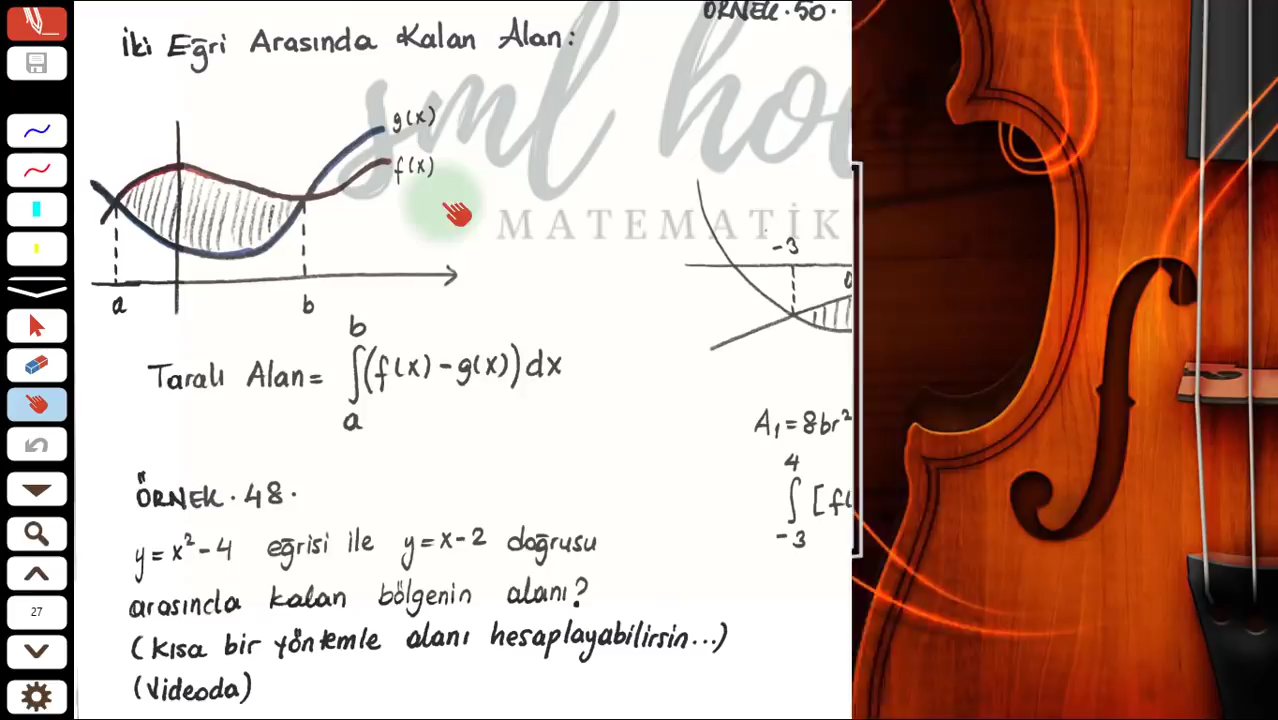 İki Eğri Arasında Kalan Alan:
g(x)
f(x)
a
b
Taralı Alan = ∫ₐᵇ (f(x) - g(x)) dx
ÖRNEK.48.
y = x² - 4 eğrisi ile y = x - 2 doğrusu
arasında kalan bölgenin alanı?
(Kısa bir yöntemle alanı hesaplayabilirsin...)
(Videoda)
ÖRNEK.50.
sml ho
MATEMATİK
-3
A₁ = 8br²
4
∫ [f(
-3
27